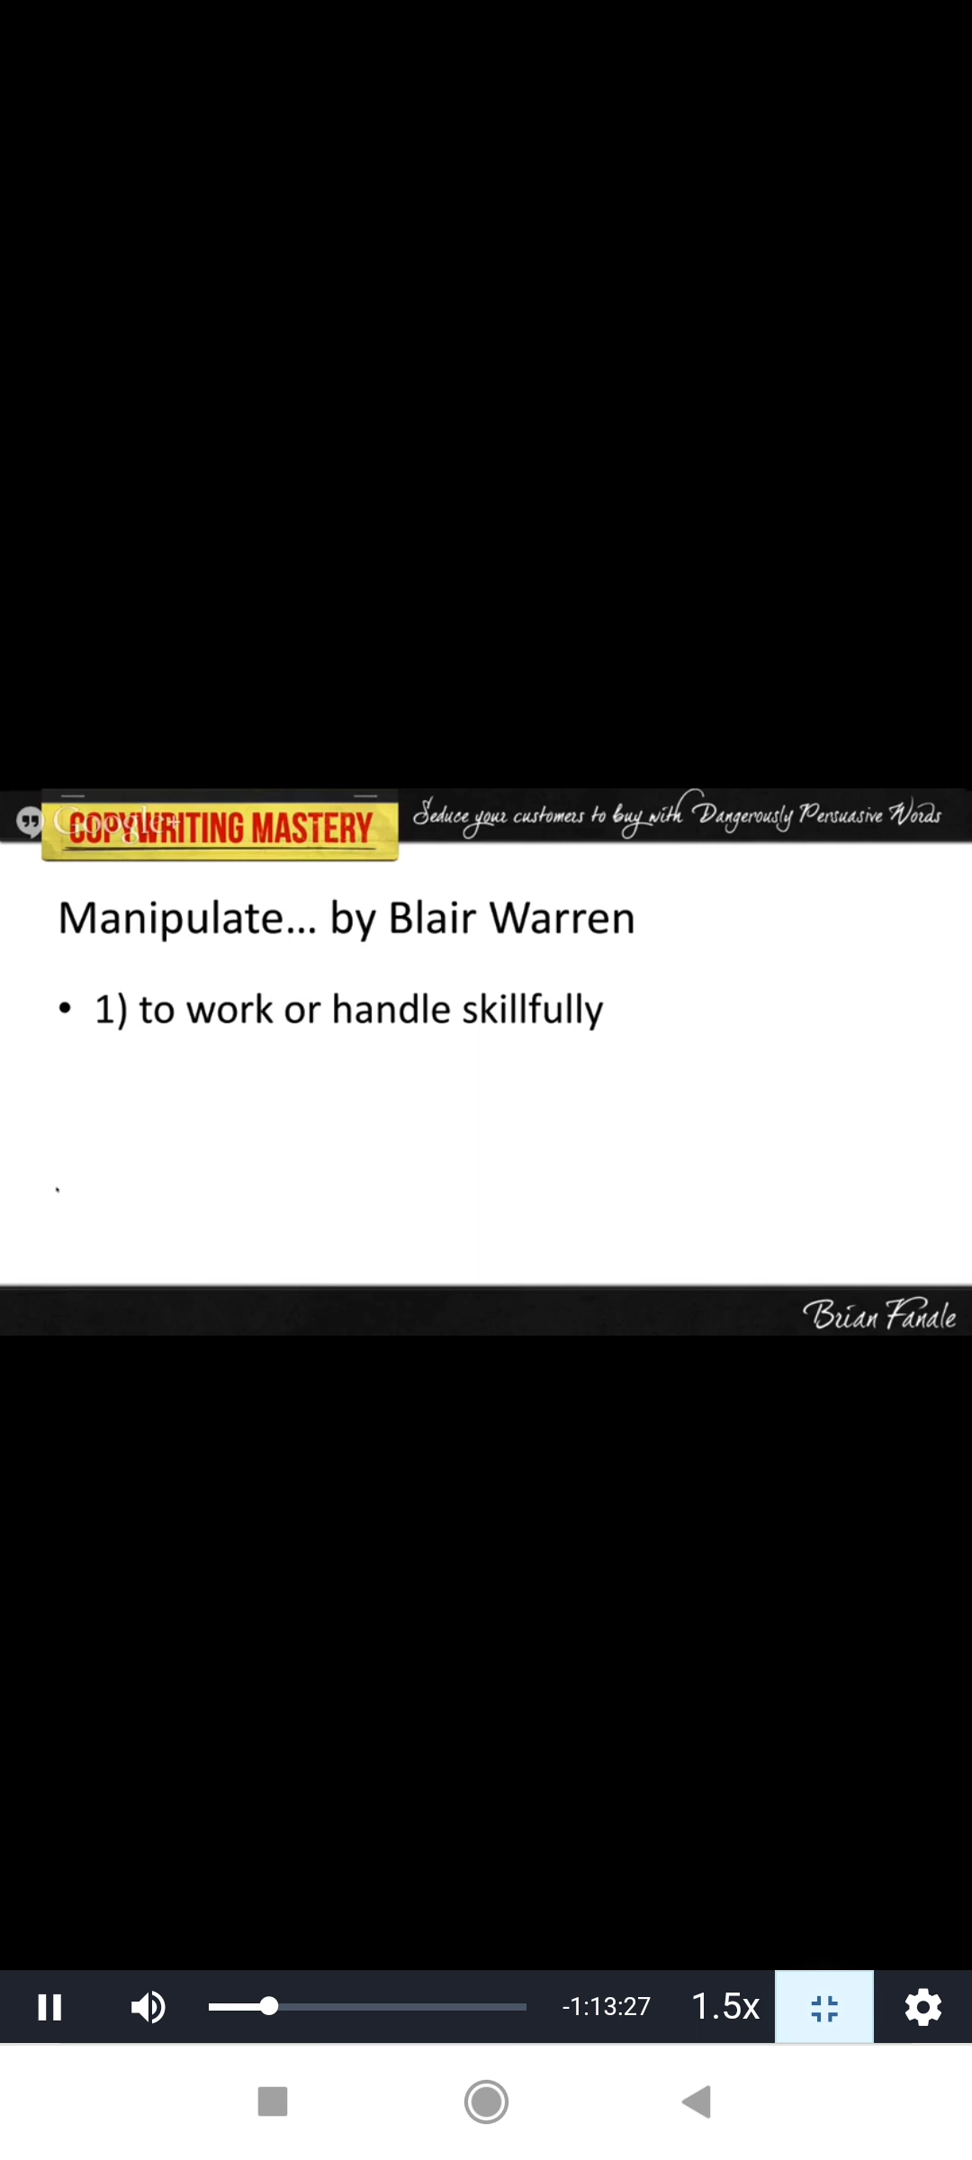 Google+
COPYWRITING MASTERY
Seduce your customers to buy with Dangerously Persuasive Words
Manipulate... by Blair Warren
• 1) to work or handle skillfully
Brian Fanale
-1:13:27
1.5x